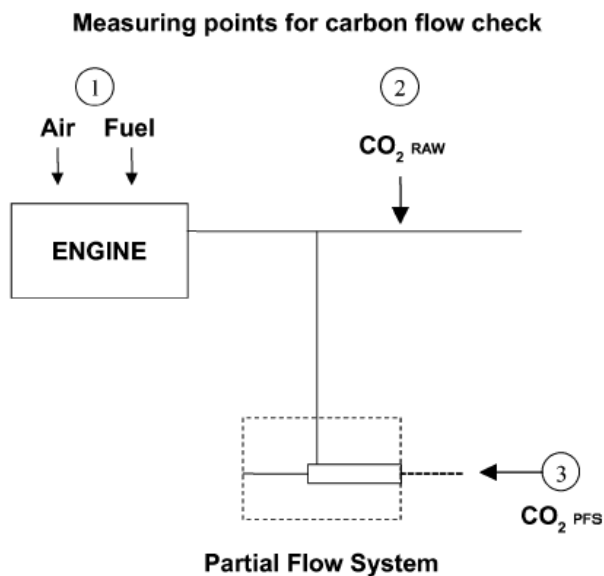 Measuring points for carbon flow check
1
2
Air Fuel
CO₂ RAW
ENGINE
3
CO₂ PFS
Partial Flow System